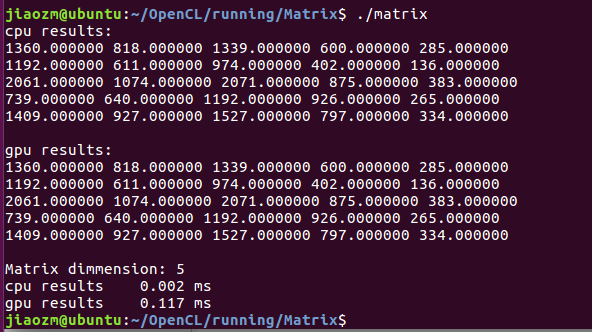 jiaozm@ubuntu:~/OpenCL/running/Matrix$ ./matrix
cpu results:
1360.000000 818.000000 1339.000000 600.000000 285.000000
1192.000000 611.000000 974.000000 402.000000 136.000000
2061.000000 1074.000000 2071.000000 875.000000 383.000000
739.000000 640.000000 1192.000000 926.000000 265.000000
1409.000000 927.000000 1527.000000 797.000000 334.000000
gpu results:
1360.000000 818.000000 1339.000000 600.000000 285.000000
1192.000000 611.000000 974.000000 402.000000 136.000000
2061.000000 1074.000000 2071.000000 875.000000 383.000000
739.000000 640.000000 1192.000000 926.000000 265.000000
1409.000000 927.000000 1527.000000 797.000000 334.000000
Matrix dimmension: 5
cpu results    0.002 ms
gpu results    0.117 ms
jiaozm@ubuntu:~/OpenCL/running/Matrix$